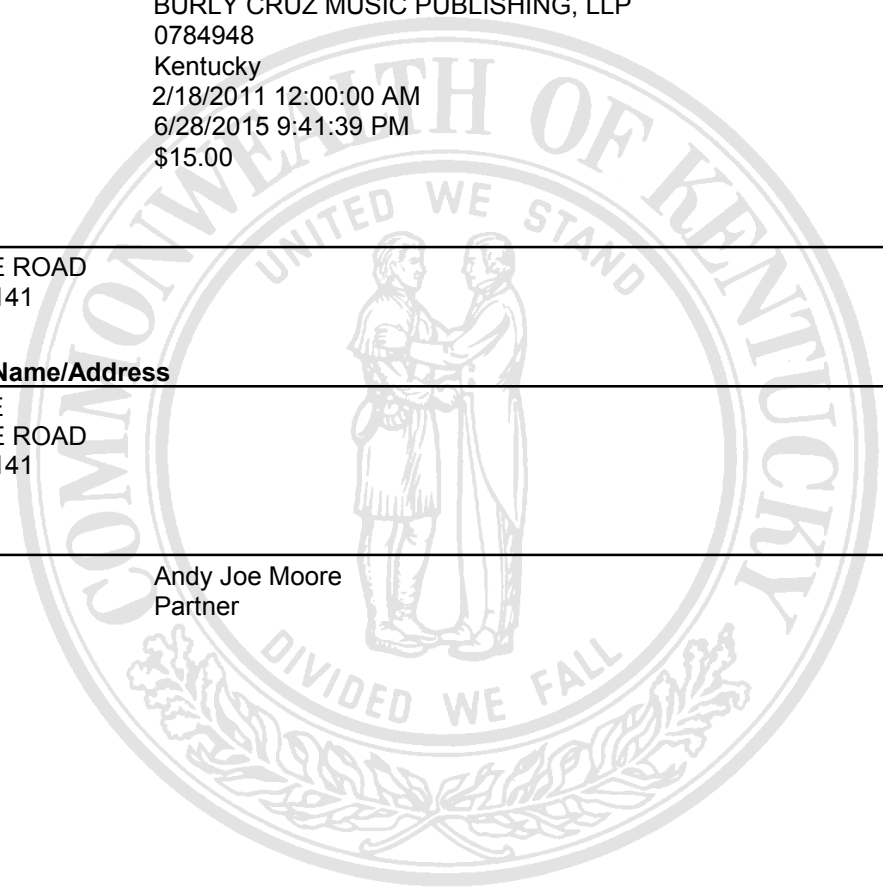 BURLY CRUZ MUSIC PUBLISHING, LLP
0784948
Kentucky
2/18/2011 12:00:00 AM
6/28/2015 9:41:39 PM
$15.00
COMMONWEALTH OF KENTUCKY
UNITED WE STAND
E ROAD
141
Name/Address
E
E ROAD
141
Andy Joe Moore
Partner
DIVIDED WE FALL